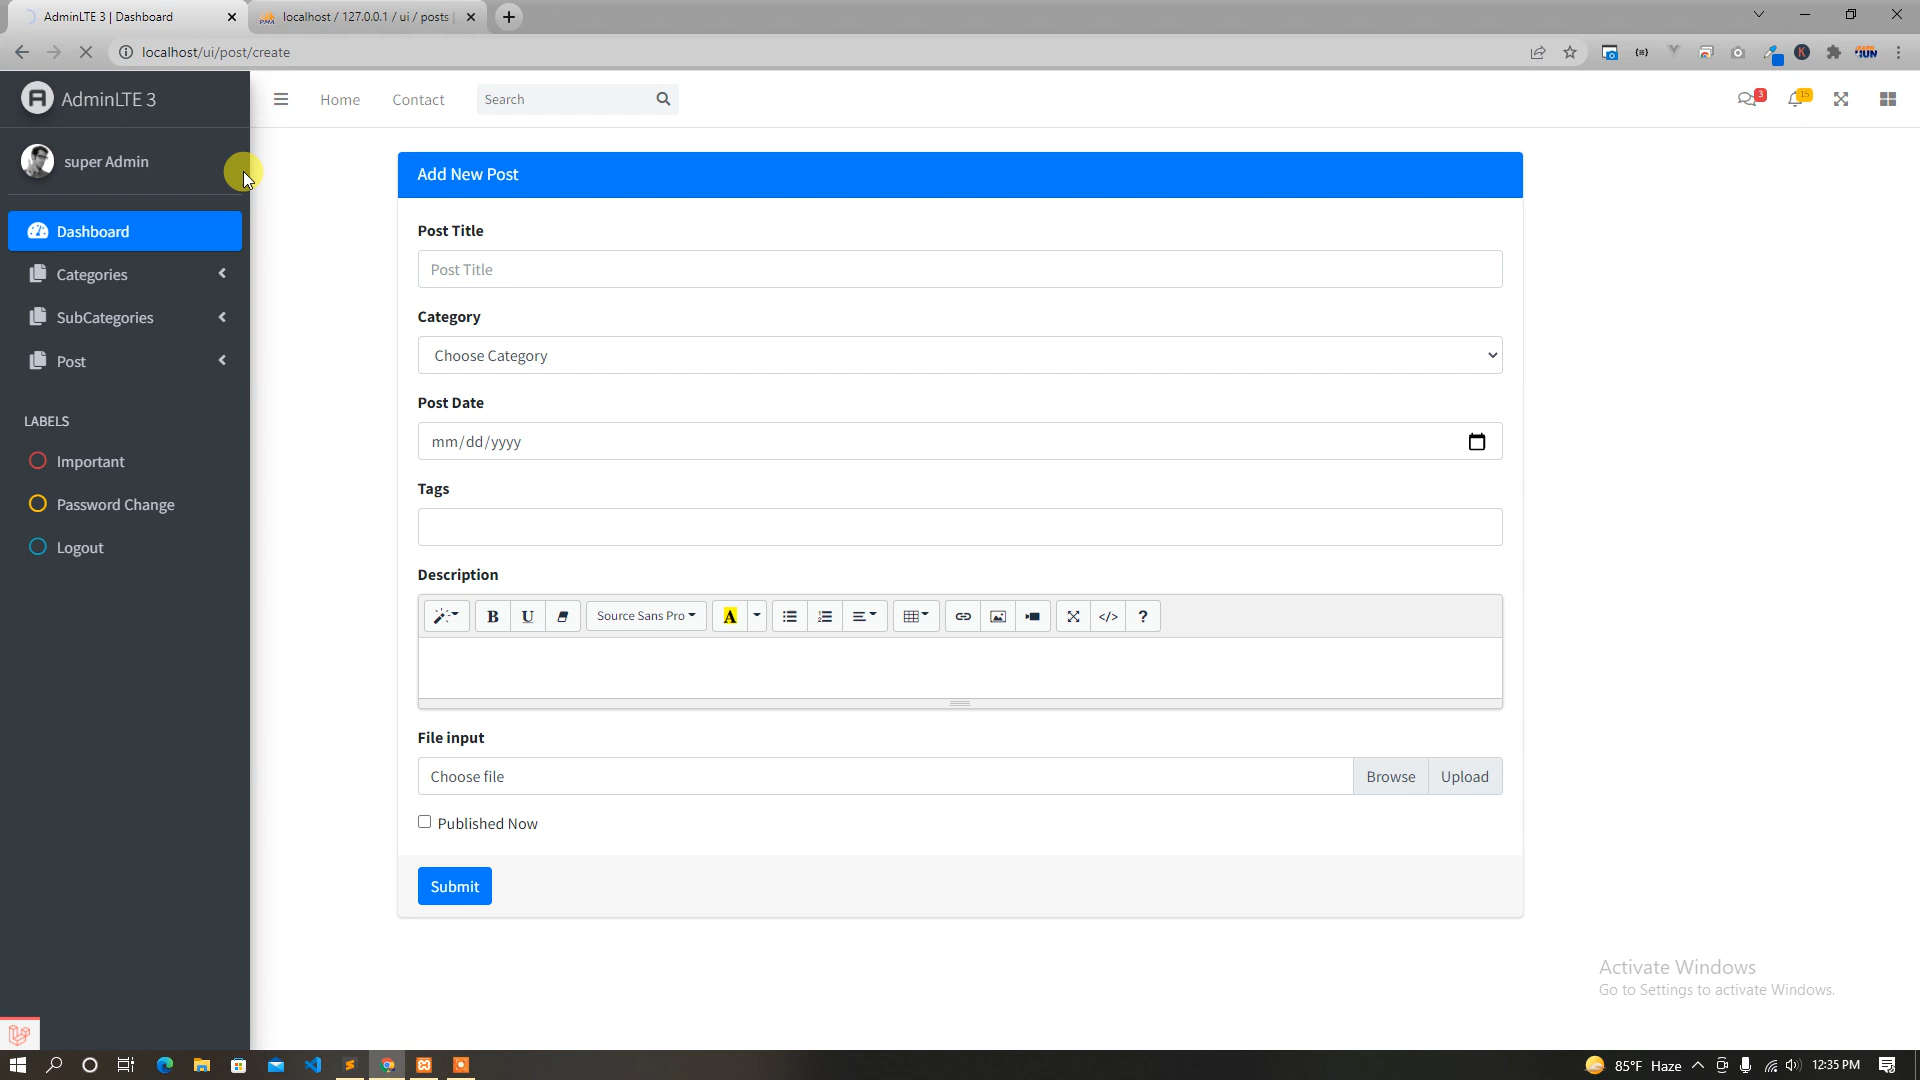 AdminLTE 3 | Dashboard
localhost / 127.0.0.1 / ui / posts
localhost/ui/post/create
AdminLTE 3
Home
Contact
Search
3
15
super Admin
Add New Post
Dashboard
Categories
SubCategories
Post
LABELS
Important
Password Change
Logout
Post Title
Post Title
Category
Choose Category
Post Date
mm/dd/yyyy
Tags
Description
B
U
Source Sans Pro
A
</>
?
File input
Choose file
Browse
Upload
Published Now
Submit
Activate Windows
Go to Settings to activate Windows.
85°F Haze
12:35 PM